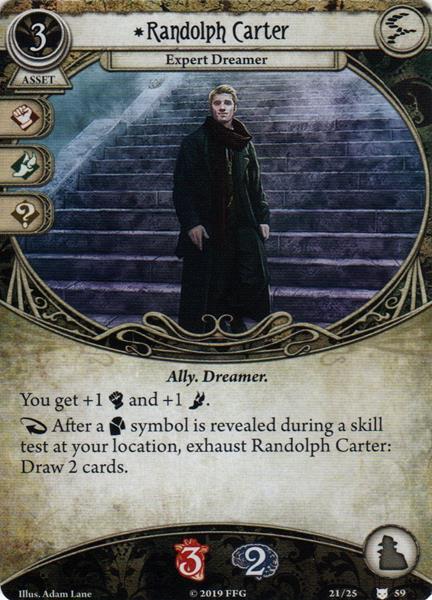 3
*Randolph Carter
Expert Dreamer
ASSET
Ally. Dreamer.
You get +1 and +1 .
After a symbol is revealed during a skill
test at your location, exhaust Randolph Carter:
Draw 2 cards.
3 2
Illus. Adam Lane © 2019 FFG 21/25 59